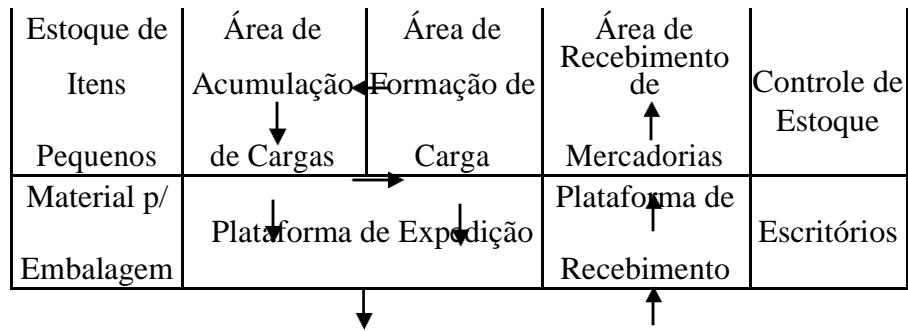 Estoque de
Itens
Pequenos
Área de
Acumulação
de Cargas
Área de
Formação de
Carga
Área de
Recebimento
de
Mercadorias
Controle de
Estoque
Material p/
Embalagem
Plataforma de Expedição
Plataforma de
Recebimento
Escritórios